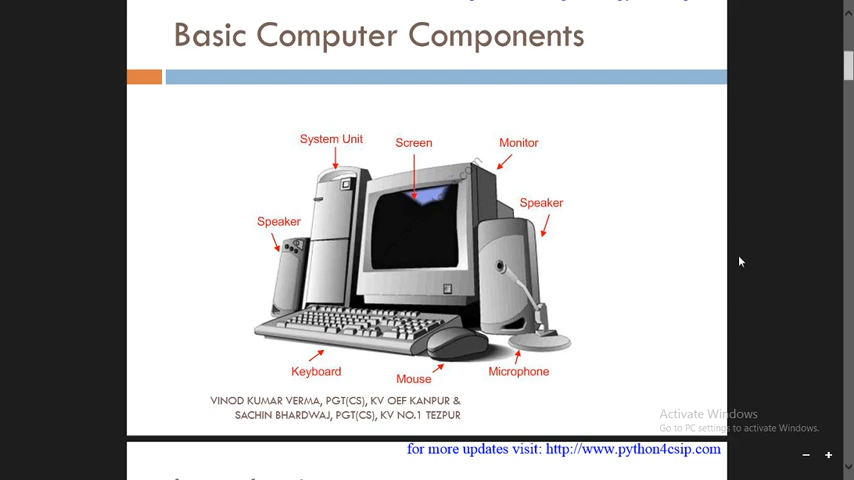 Basic Computer Components
System Unit
Screen
Monitor
Speaker
Speaker
Keyboard
Mouse
Microphone
VINOD KUMAR VERMA, PGT(CS), KV OEF KANPUR &
SACHIN BHARDWAJ, PGT(CS), KV NO.1 TEZPUR
Activate Windows
Go to PC settings to activate Windows.
for more updates visit: http://www.python4csip.com